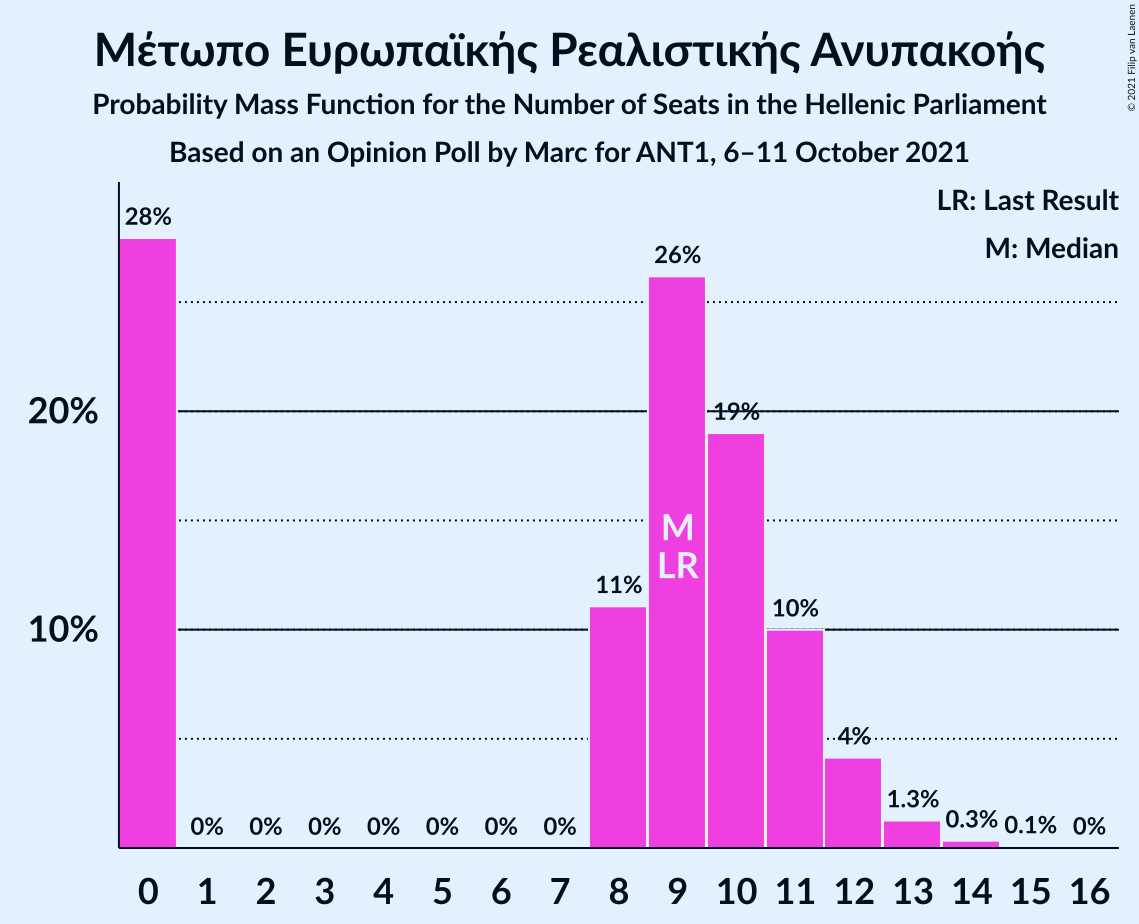 Μέτωπο Ευρωπαϊκής Ρεαλιστικής Ανυπακοής
Probability Mass Function for the Number of Seats in the Hellenic Parliament
Based on an Opinion Poll by Marc for ANT1, 6–11 October 2021
© 2021 Filip van Laenen
LR: Last Result
M: Median
28%
26%
20%
19%
M
LR
11%
10%
10%
4%
1.3%
0.3%
0.1%
0%
0%
0%
0%
0%
0%
0%
0%
0 1 2 3 4 5 6 7 8 9 10 11 12 13 14 15 16